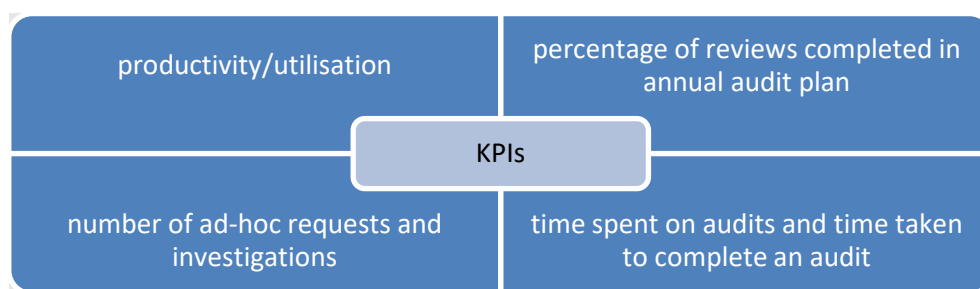 productivity/utilisation
percentage of reviews completed in
annual audit plan
KPIs
number of ad-hoc requests and
investigations
time spent on audits and time taken
to complete an audit